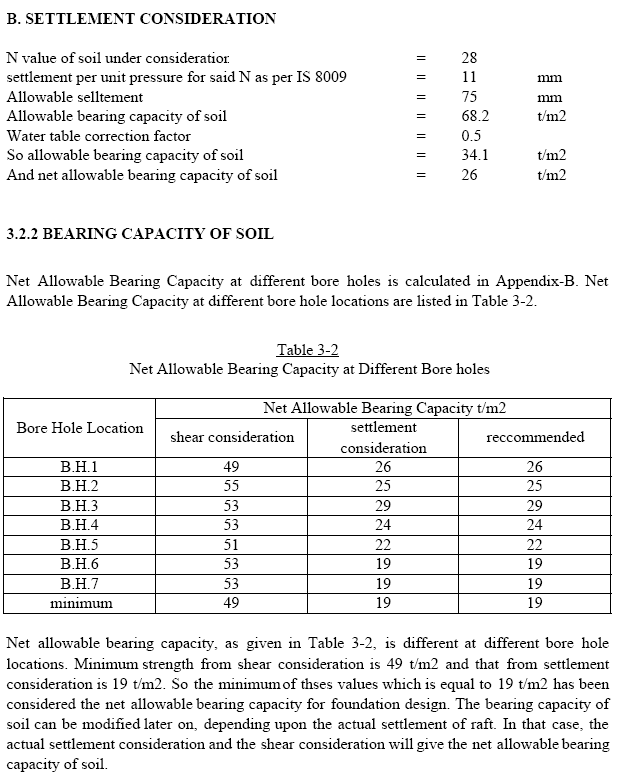 B. SETTLEMENT CONSIDERATION
N value of soil under consideration = 28
settlement per unit pressure for said N as per IS 8009 = 11 mm
Allowable selltement = 75 mm
Allowable bearing capacity of soil = 68.2 t/m2
Water table correction factor = 0.5
So allowable bearing capacity of soil = 34.1 t/m2
And net allowable bearing capacity of soil = 26 t/m2
3.2.2 BEARING CAPACITY OF SOIL
Net Allowable Bearing Capacity at different bore holes is calculated in Appendix-B. Net
Allowable Bearing Capacity at different bore hole locations are listed in Table 3-2.
Table 3-2
Net Allowable Bearing Capacity at Different Bore holes
Bore Hole Location
Net Allowable Bearing Capacity t/m2
shear consideration
settlement
consideration
reccommended
B.H.1 49 26 26
B.H.2 55 25 25
B.H.3 53 29 29
B.H.4 53 24 24
B.H.5 51 22 22
B.H.6 53 19 19
B.H.7 53 19 19
minimum 49 19 19
Net allowable bearing capacity, as given in Table 3-2, is different at different bore hole
locations. Minimum strength from shear consideration is 49 t/m2 and that from settlement
consideration is 19 t/m2. So the minimum of thses values which is equal to 19 t/m2 has been
considered the net allowable bearing capacity for foundation design. The bearing capacity of
soil can be modified later on, depending upon the actual settlement of raft. In that case, the
actual settlement consideration and the shear consideration will give the net allowable bearing
capacity of soil.